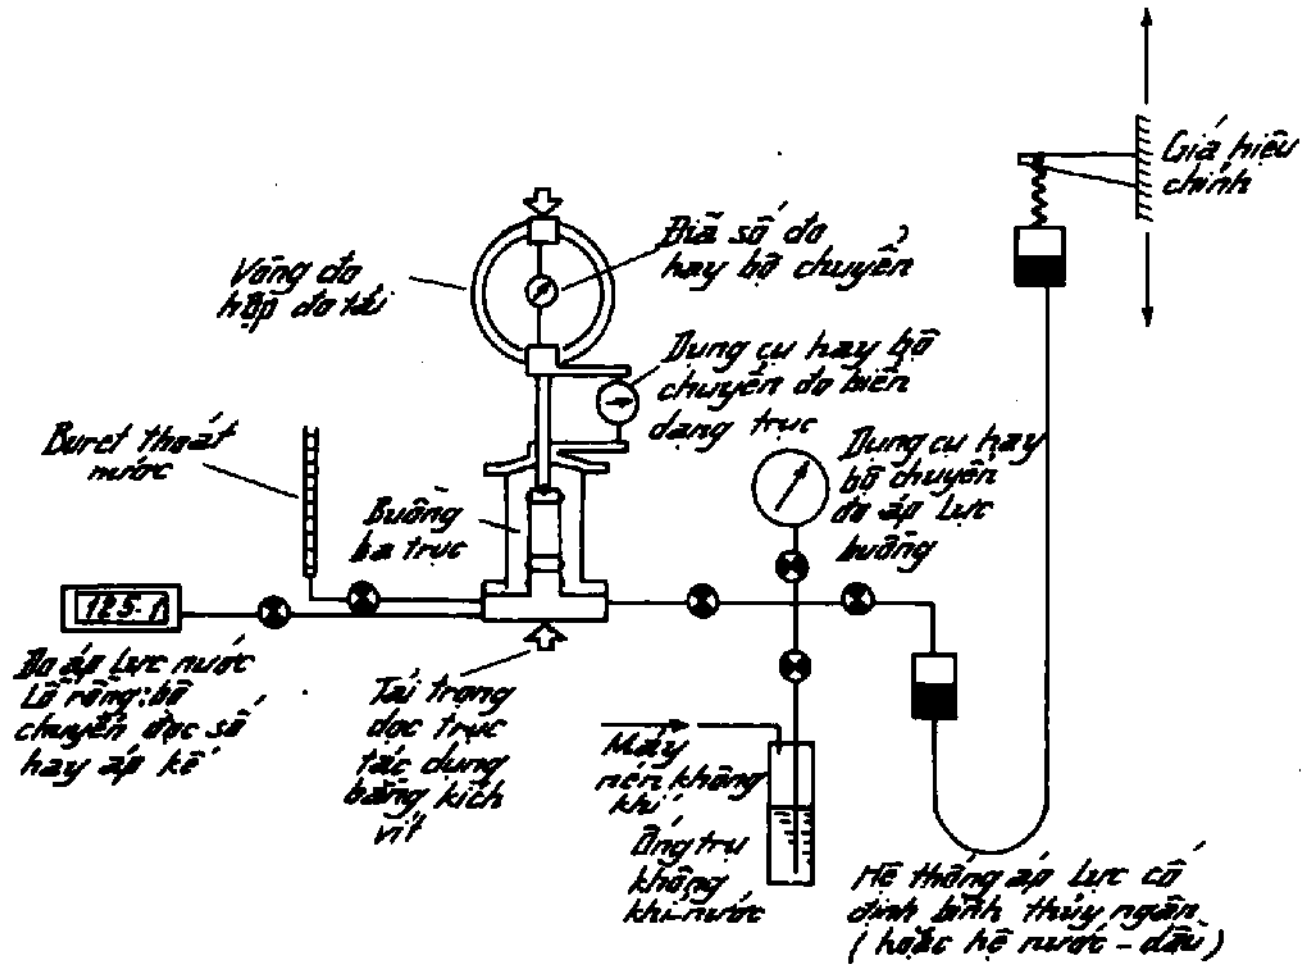 Giá hiệu
chỉnh
Đĩa số đo
hay bộ chuyển
Vòng đo
hộp đo tải
Dụng cụ hay bộ
chuyển đo biến
dạng trục
Buret thoát
nước
Dụng cụ hay
bộ chuyển
đo áp lực
buồng
Buồng
ba trục
125.1
Đo áp lực nước
lỗ rỗng: bộ
chuyển đọc số
hay áp kế
Tải trọng
dọc trục
tác dụng
bằng kích
vít
Máy
nén không
khí
Ống trụ
không
khí-nước
Hệ thống áp lực cố
định bình thủy ngân
(hoặc hệ nước - dầu)